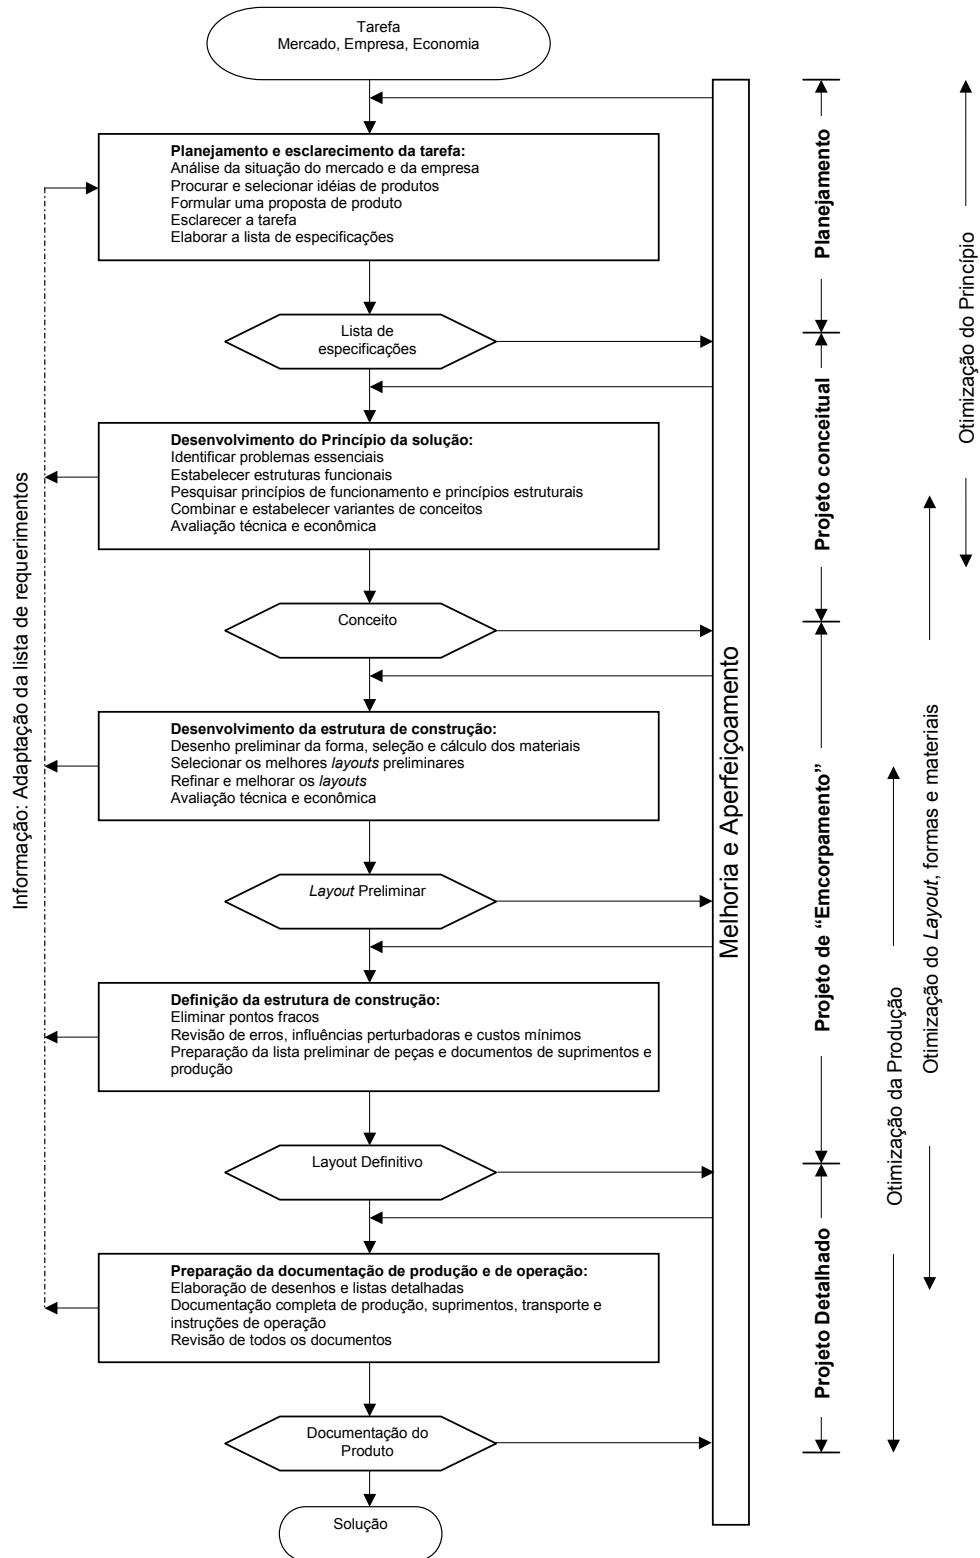 Tarefa
Mercado, Empresa, Economia
Planejamento e esclarecimento da tarefa:
Análise da situação do mercado e da empresa
Procurar e selecionar idéias de produtos
Formular uma proposta de produto
Esclarecer a tarefa
Elaborar a lista de especificações
Lista de
especificações
Desenvolvimento do Princípio da solução:
Identificar problemas essenciais
Estabelecer estruturas funcionais
Pesquisar princípios de funcionamento e princípios estruturais
Combinar e estabelecer variantes de conceitos
Avaliação técnica e econômica
Conceito
Desenvolvimento da estrutura de construção:
Desenho preliminar da forma, seleção e cálculo dos materiais
Selecionar os melhores layouts preliminares
Refinar e melhorar os layouts
Avaliação técnica e econômica
Layout Preliminar
Definição da estrutura de construção:
Eliminar pontos fracos
Revisão de erros, influências perturbadoras e custos mínimos
Preparação da lista preliminar de peças e documentos de suprimentos e
produção
Layout Definitivo
Preparação da documentação de produção e de operação:
Elaboração de desenhos e listas detalhadas
Documentação completa de produção, suprimentos, transporte e
instruções de operação
Revisão de todos os documentos
Documentação do
Produto
Solução
Informação: Adaptação da lista de requerimentos
Melhoria e Aperfeiçoamento
Planejamento
Projeto conceitual
Projeto de “Emcorpamento”
Projeto Detalhado
Otimização da Produção
Otimização do Layout, formas e materiais
Otimização do Princípio